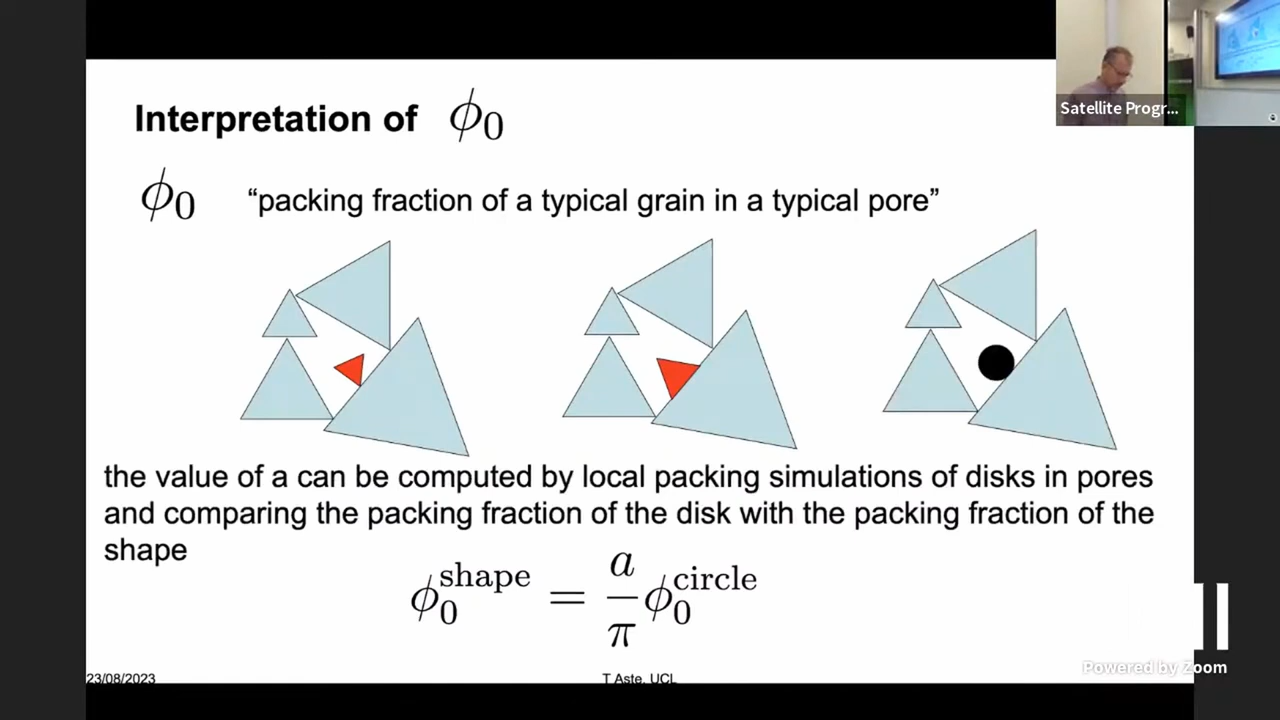 Satellite Progr...
Interpretation of ϕ₀
ϕ₀ “packing fraction of a typical grain in a typical pore”
the value of a can be computed by local packing simulations of disks in pores
and comparing the packing fraction of the disk with the packing fraction of the
shape
ϕ₀^shape = a/π ϕ₀^circle
Powered by Zoom
23/08/2023 T Aste, UCL